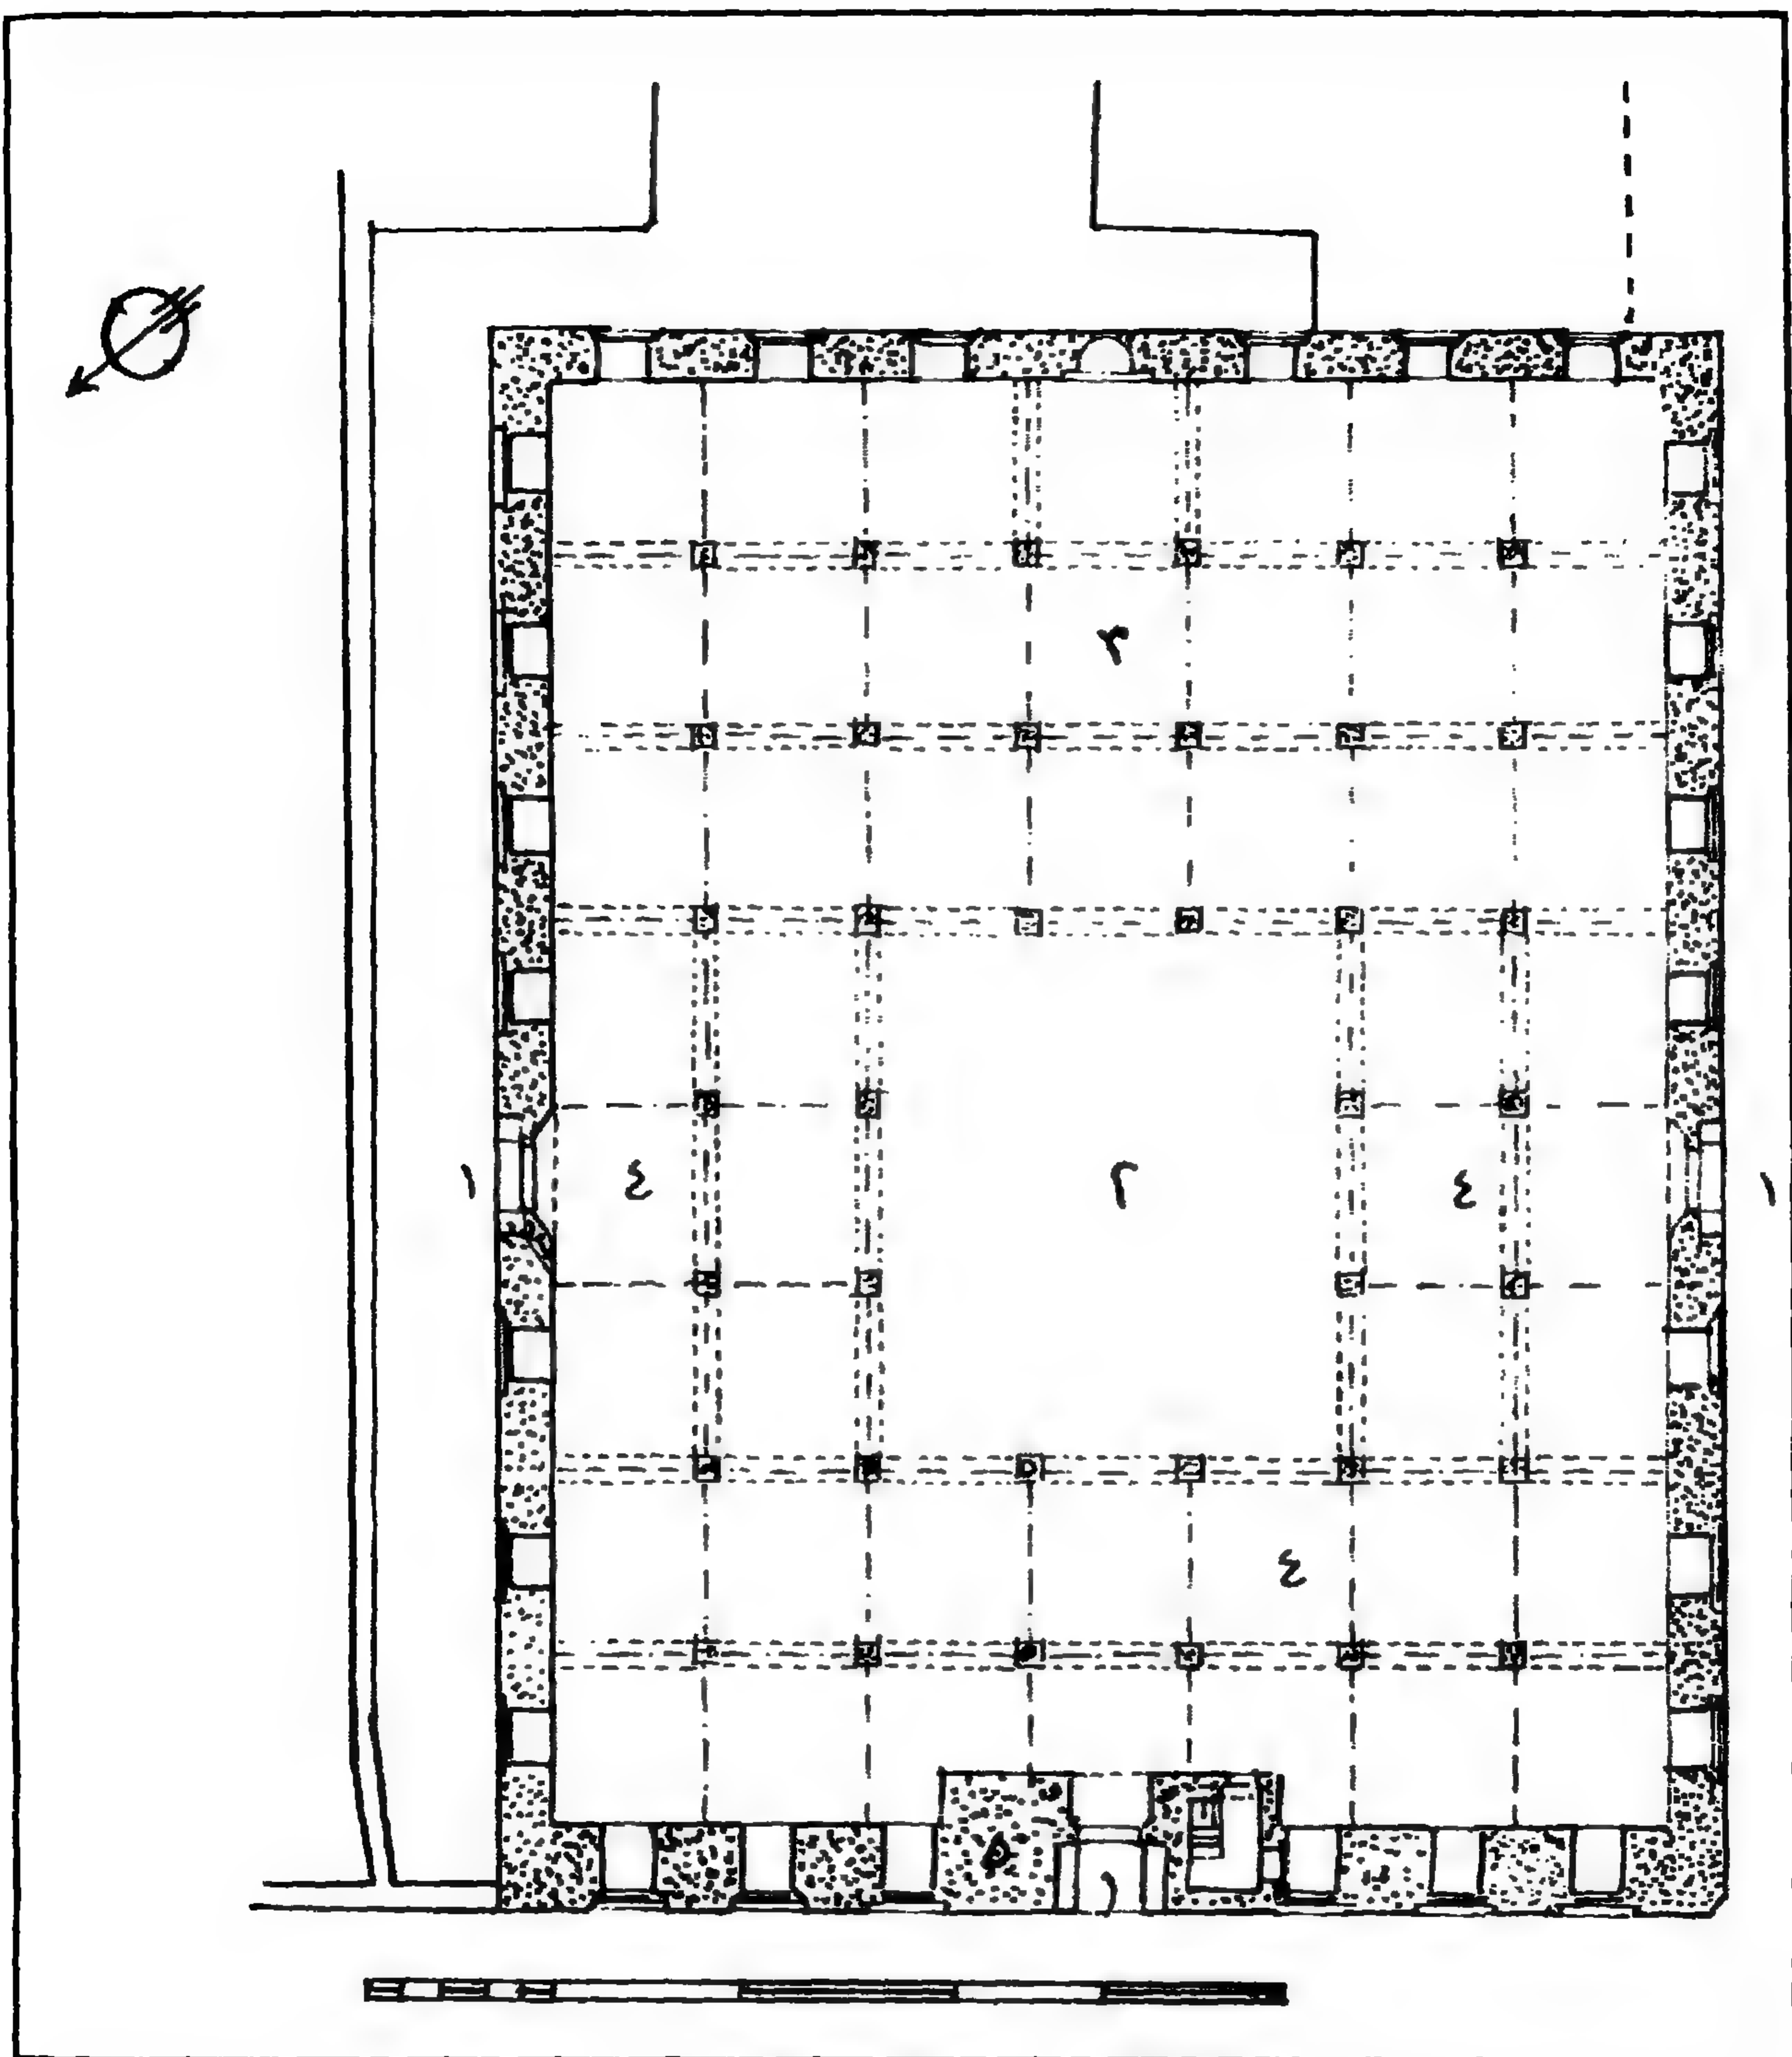 ٣
١ ٤ ٢ ٤ ١
٤
٥ ١